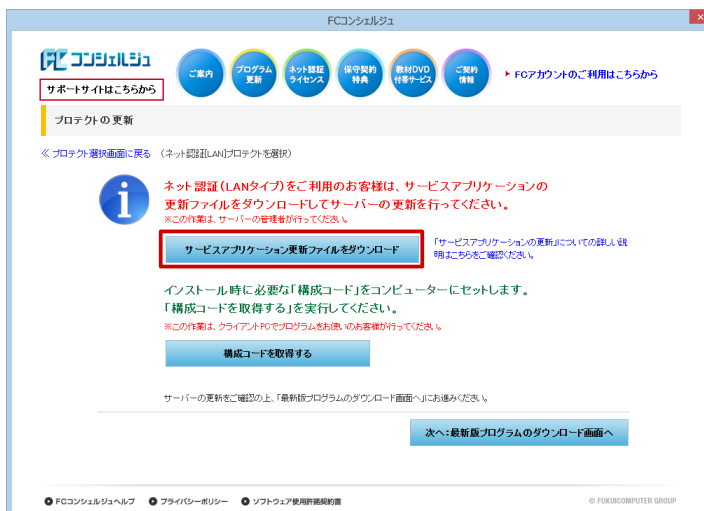 FCコンシェルジュ
×
FC コンシェルジュ
サポートサイトはこちらから
ご案内
プログラム
更新
ネット認証
ライセンス
保守契約
特典
教材DVD
付帯サービス
ご契約
情報
FCアカウントのご利用はこちらから
プロテクトの更新
≪ プロテクト選択画面に戻る (ネット認証[LAN]プロテクトを選択)
ネット認証(LANタイプ)をご利用のお客様は、サービスアプリケーションの
更新ファイルをダウンロードしてサーバーの更新を行ってください。
※この作業は、サーバーの管理者が行ってください。
サービスアプリケーション更新ファイルをダウンロード
「サービスアプリケーションの更新」についての詳しい説
明はこちらをご確認ください。
インストール時に必要な「構成コード」をコンピューターにセットします。
「構成コードを取得する」を実行してください。
※この作業は、クライアントPCでプログラムをお使いのお客様が行ってください。
構成コードを取得する
サーバーの更新をご確認の上、「最新版プログラムのダウンロード画面へ」にお進みください。
次へ:最新版プログラムのダウンロード画面へ
FCコンシェルジュヘルプ プライバシーポリシー ソフトウェア使用許諾契約書
© FUKUICOMPUTER GROUP